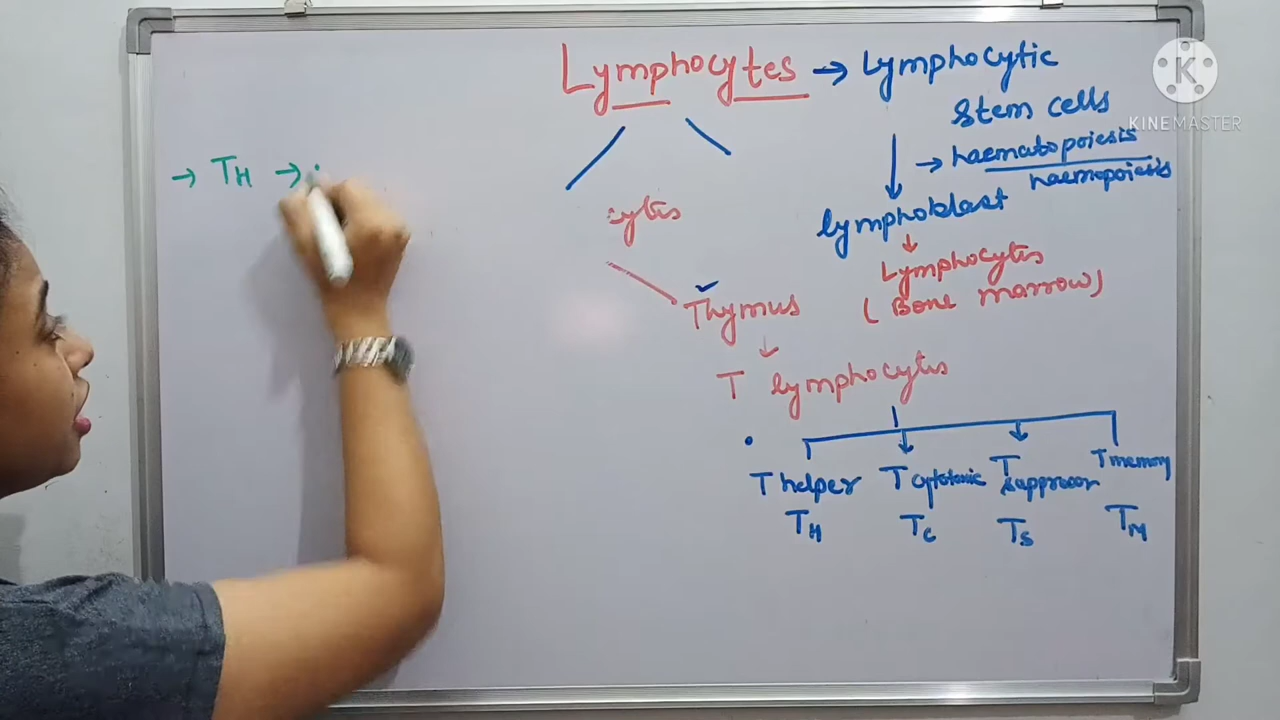 Lymphocytes → Lymphocytic
stem cells
→ haematopoiesis
haemopoiesis
→ TH →
lymphoblast
cytes
Lymphocytes
(Bone marrow)
Thymus
T lymphocytes
T helper T cytotoxic T suppressor T memory
TH TC TS TM
K
KINEMASTER